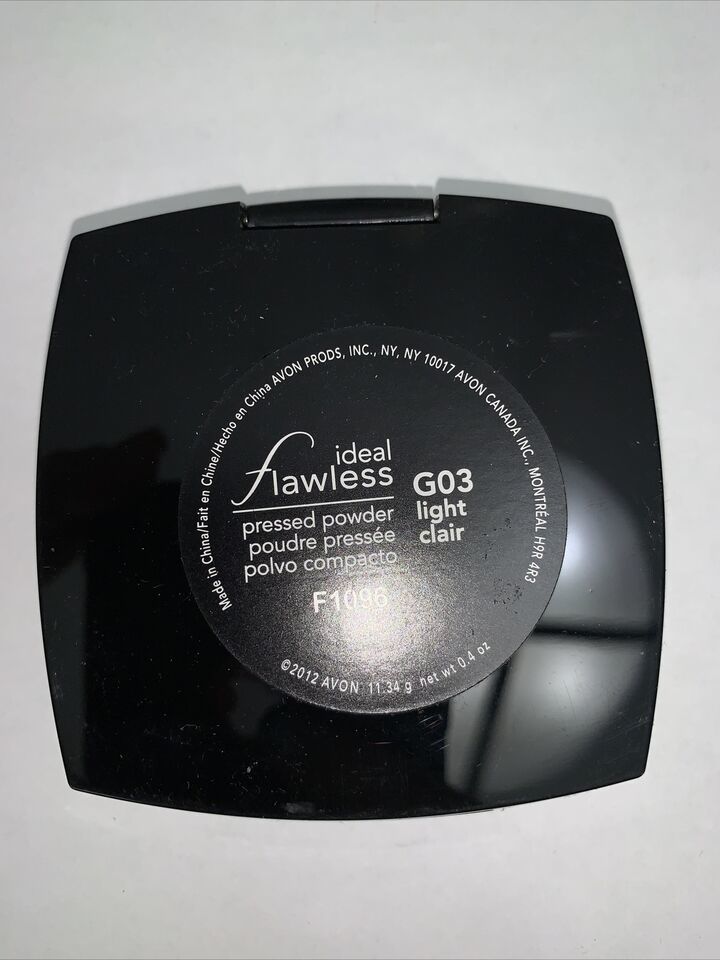 Made in China/Fait en Chine/Hecho en China AVON PRODS, INC., NY, NY 10017 AVON CANADA INC., MONTRÉAL H9R 4R3
ideal
flawless
G03
light
clair
pressed powder
poudre pressée
polvo compacto
F1096
©2012 AVON 11.34 g net wt 0.4 oz